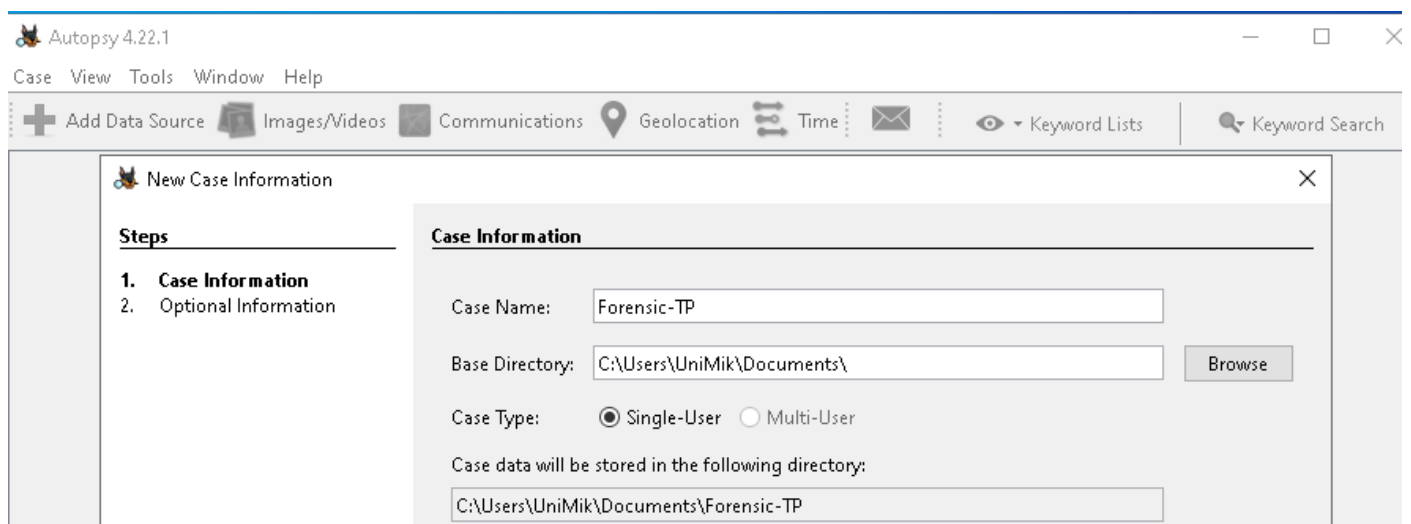 Autopsy 4.22.1
Case View Tools Window Help
Add Data Source Images/Videos Communications Geolocation Time Keyword Lists Keyword Search
New Case Information
Steps
1. Case Information
2. Optional Information
Case Information
Case Name: Forensic-TP
Base Directory: C:\Users\UniMik\Documents\ Browse
Case Type: Single-User Multi-User
Case data will be stored in the following directory:
C:\Users\UniMik\Documents\Forensic-TP